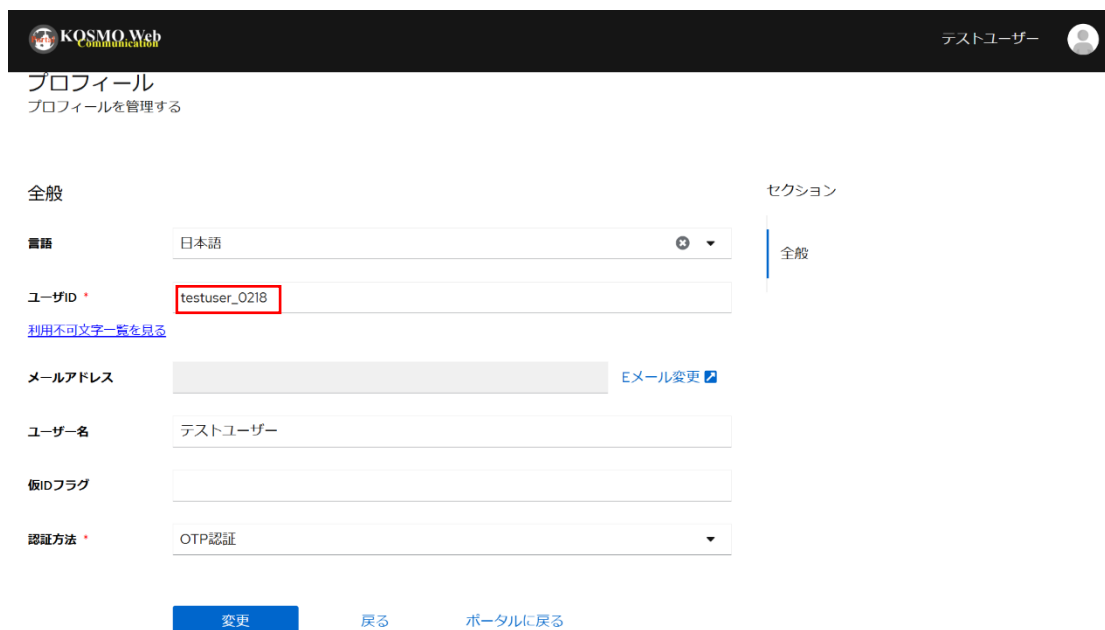 KOSMO Web
Communication
テストユーザー
プロフィール
プロフィールを管理する
全般
セクション
言語
日本語
全般
ユーザID *
testuser_0218
利用不可文字一覧を見る
メールアドレス
Eメール変更
ユーザー名
テストユーザー
仮IDフラグ
認証方法 *
OTP認証
変更
戻る
ポータルに戻る